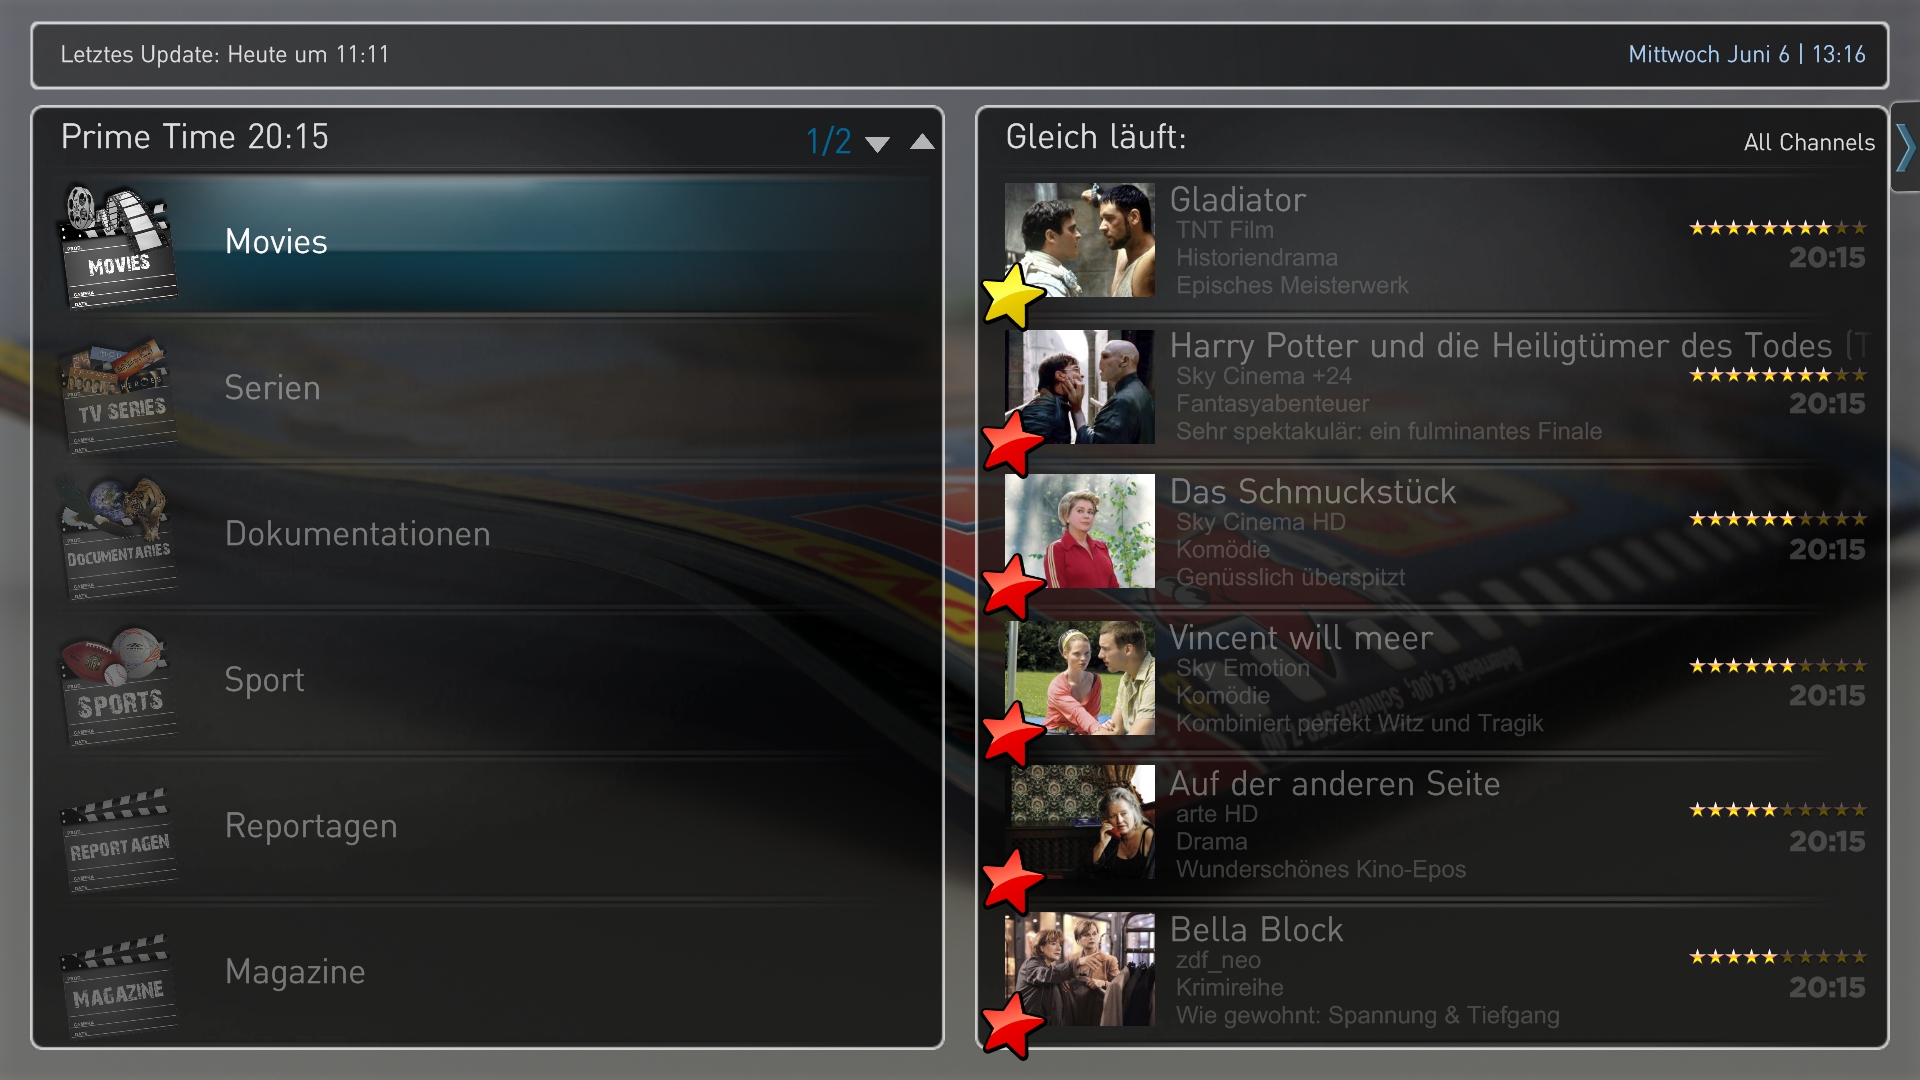 Letztes Update: Heute um 11:11
Mittwoch Juni 6 | 13:16
Prime Time 20:15
1/2
MOVIES
Movies
TV SERIES
Serien
DOCUMENTARIES
Dokumentationen
SPORTS
Sport
REPORTAGEN
Reportagen
MAGAZINE
Magazine
Gleich läuft:
All Channels
Gladiator
TNT Film
Historiendrama
20:15
Episches Meisterwerk
Harry Potter und die Heiligtümer des Todes (T
Sky Cinema +24
Fantasyabenteuer
20:15
Sehr spektakulär: ein fulminantes Finale
Das Schmuckstück
Sky Cinema HD
Komödie
20:15
Genüsslich überspitzt
Vincent will meer
Sky Emotion
Komödie
20:15
Kombiniert perfekt Witz und Tragik
Auf der anderen Seite
arte HD
Drama
20:15
Wunderschönes Kino-Epos
Bella Block
zdf_neo
Krimireihe
20:15
Wie gewohnt: Spannung & Tiefgang